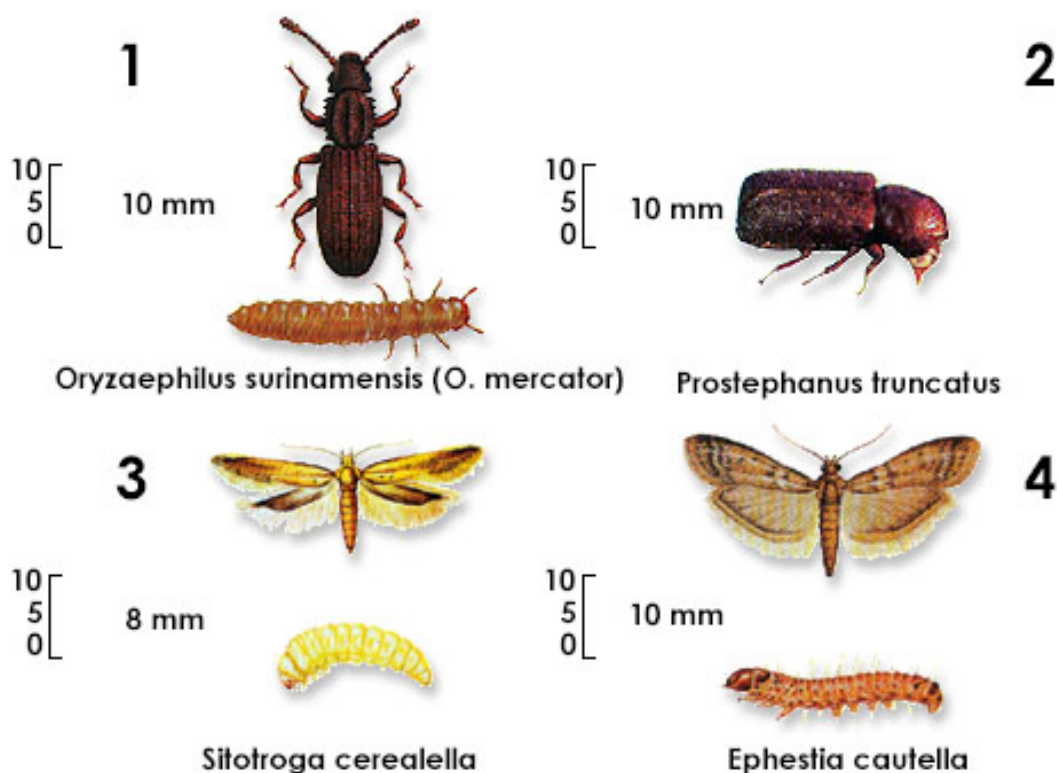 1
10
5
0
10 mm
Oryzaephilus surinamensis (O. mercator)
2
10
5
0
10 mm
Prostephanus truncatus
3
10
5
0
8 mm
Sitotroga cerealella
4
10
5
0
10 mm
Ephestia cautella